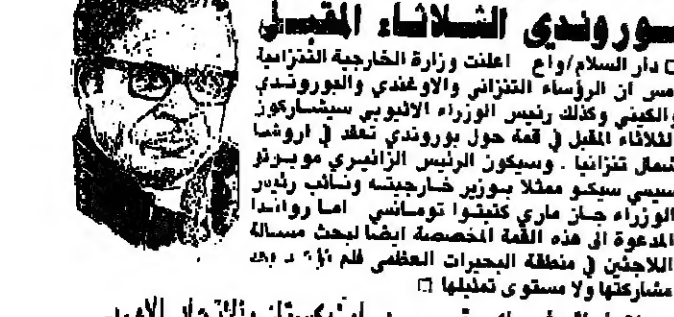 بوروندي الثلاثاء المقبل
□ دار السلام/واع اعلنت وزارة الخارجية التنزانية
امس ان الرؤساء التنزاني والاوغندي والبوروندي
والكيني وكذلك رئيس الوزراء الاثيوبي سيشاركون
الثلاثاء المقبل في قمة حول بوروندي تعقد في اروشا
شمال تنزانيا . وسيكون الرئيس الزائيري موبوتو
سيسي سيكو ممثلا بوزير خارجيته ونائب رئيس
الوزراء جان ماري كنيتوا تومانسي اما رواندا
المدعوة الى هذه القمة المخصصة ايضا لبحث مسالة
اللاجئين في منطقة البحيرات العظمى فلم تؤكد بعد
مشاركتها ولا مستوى تمثيلها □